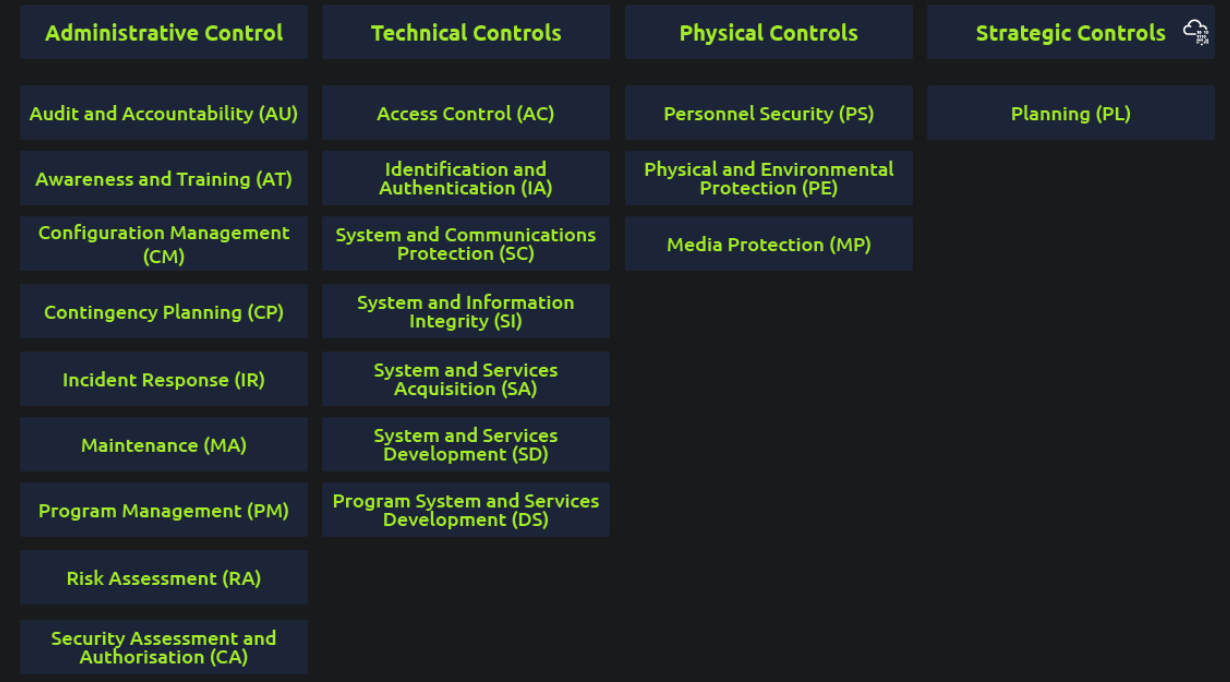 Administrative Control
Technical Controls
Physical Controls
Strategic Controls
Audit and Accountability (AU)
Access Control (AC)
Personnel Security (PS)
Planning (PL)
Awareness and Training (AT)
Identification and
Authentication (IA)
Physical and Environmental
Protection (PE)
Configuration Management
(CM)
System and Communications
Protection (SC)
Media Protection (MP)
Contingency Planning (CP)
System and Information
Integrity (SI)
Incident Response (IR)
System and Services
Acquisition (SA)
Maintenance (MA)
System and Services
Development (SD)
Program Management (PM)
Program System and Services
Development (DS)
Risk Assessment (RA)
Security Assessment and
Authorisation (CA)